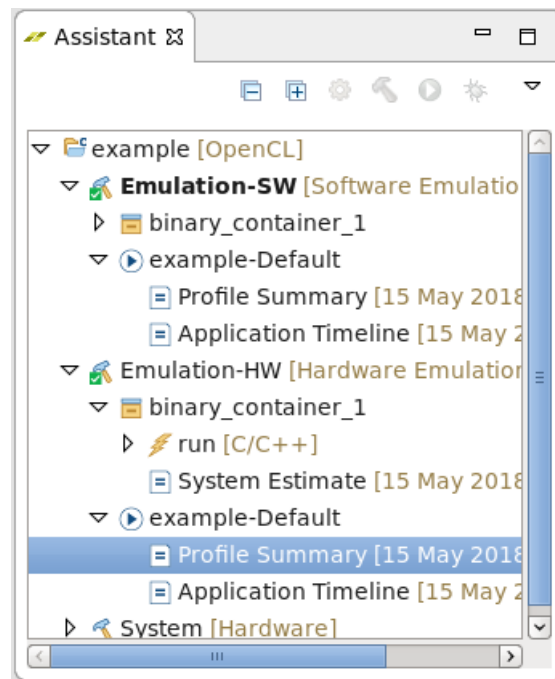 Assistant
example [OpenCL]
Emulation-SW [Software Emulatio
binary_container_1
example-Default
Profile Summary [15 May 2018
Application Timeline [15 May 2
Emulation-HW [Hardware Emulation
binary_container_1
run [C/C++]
System Estimate [15 May 2018
example-Default
Profile Summary [15 May 2018
Application Timeline [15 May 2
System [Hardware]